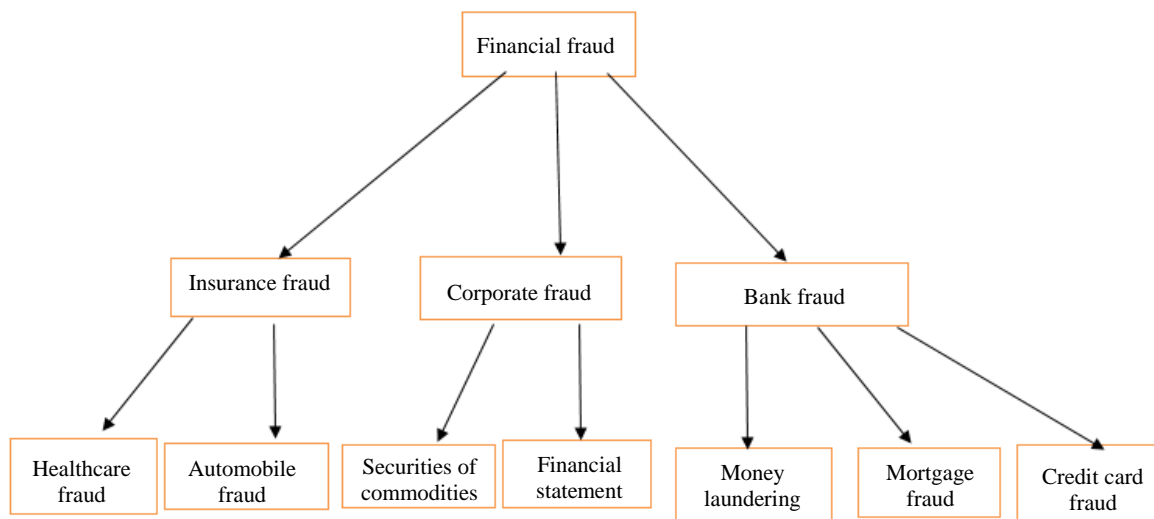 Financial fraud
Insurance fraud
Corporate fraud
Bank fraud
Healthcare
fraud
Automobile
fraud
Securities of
commodities
Financial
statement
Money
laundering
Mortgage
fraud
Credit card
fraud